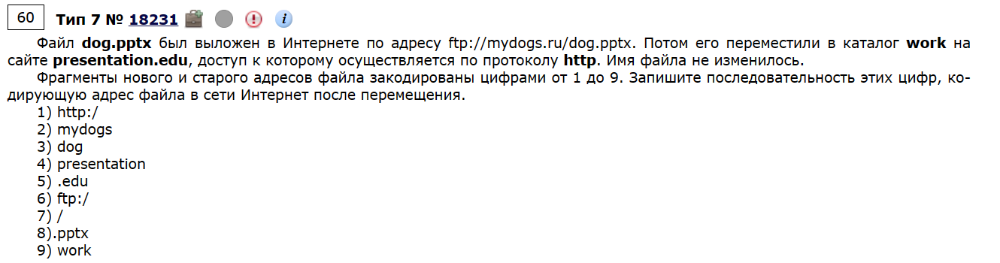 60 Тип 7 № 18231 i
Файл dog.pptx был выложен в Интернете по адресу ftp://mydogs.ru/dog.pptx. Потом его переместили в каталог work на
сайте presentation.edu, доступ к которому осуществляется по протоколу http. Имя файла не изменилось.
Фрагменты нового и старого адресов файла закодированы цифрами от 1 до 9. Запишите последовательность этих цифр, ко-
дирующую адрес файла в сети Интернет после перемещения.
1) http:/
2) mydogs
3) dog
4) presentation
5) .edu
6) ftp:/
7) /
8).pptx
9) work